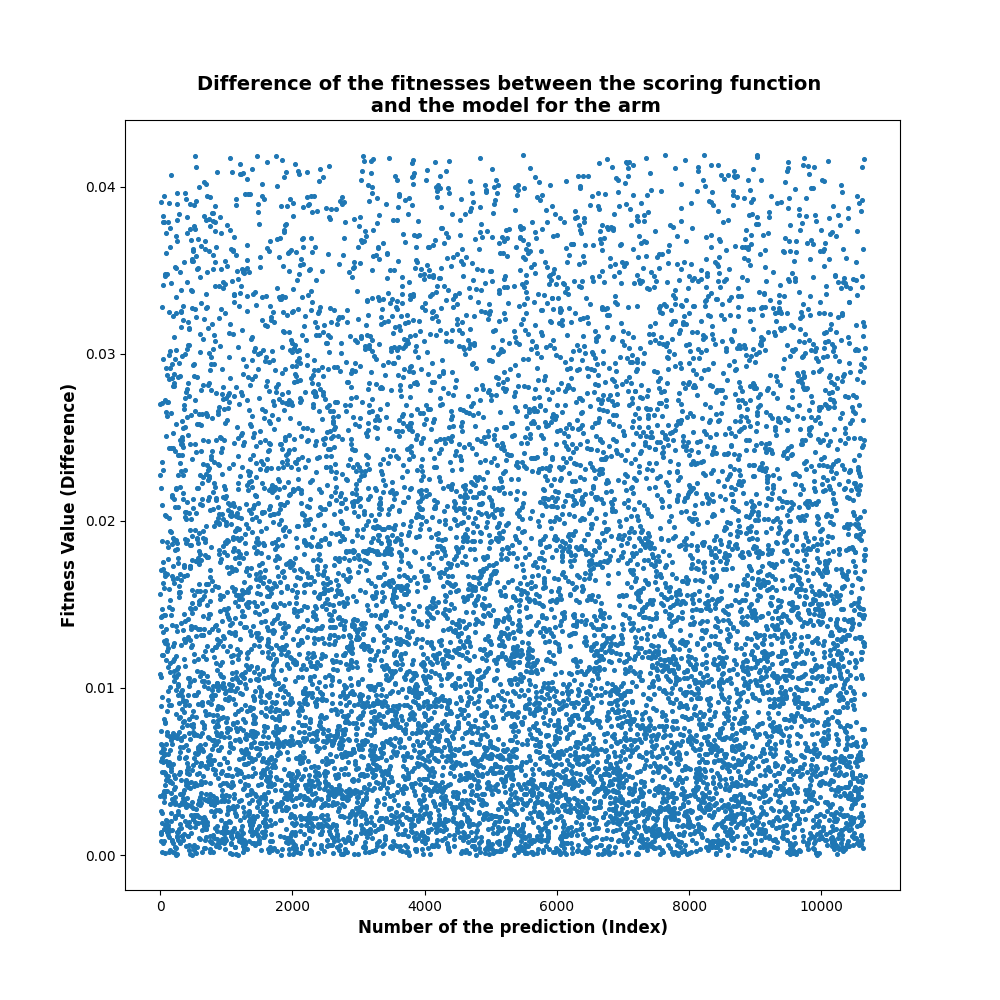 Difference of the fitnesses between the scoring function
and the model for the arm
0.04
0.03
0.02
0.01
0.00
Fitness Value (Difference)
0 2000 4000 6000 8000 10000
Number of the prediction (Index)